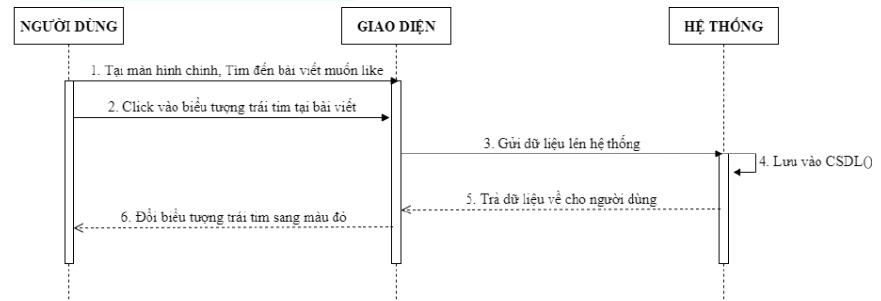 NGƯỜI DÙNG
GIAO DIỆN
HỆ THỐNG
1. Tại màn hình chinh, Tìm đến bài viết muốn like
2. Click vào biểu tượng trái tim tại bài viết
3. Gửi dữ liệu lên hệ thống
4. Lưu vào CSDL()
5. Trả dữ liệu về cho người dùng
6. Đổi biểu tượng trái tim sang màu đỏ